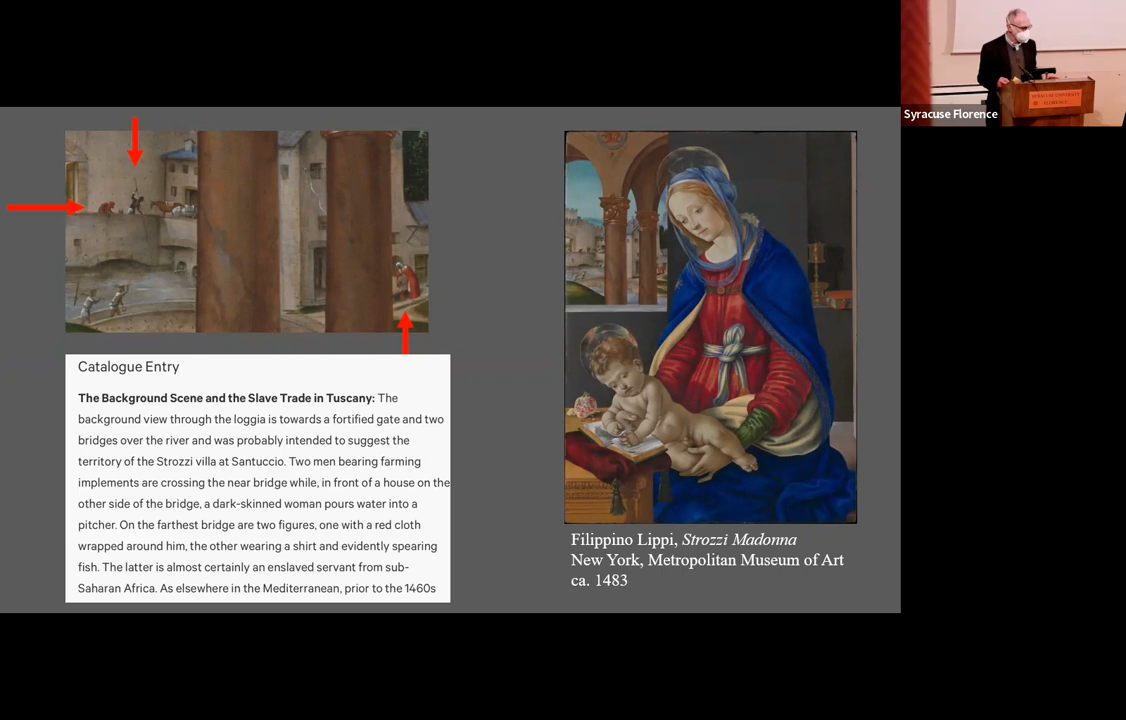 Syracuse Florence
SYRACUSE UNIVERSITY
FLORENCE
Catalogue Entry
The Background Scene and the Slave Trade in Tuscany: The
background view through the loggia is towards a fortified gate and two
bridges over the river and was probably intended to suggest the
territory of the Strozzi villa at Santuccio. Two men bearing farming
implements are crossing the near bridge while, in front of a house on the
other side of the bridge, a dark-skinned woman pours water into a
pitcher. On the farthest bridge are two figures, one with a red cloth
wrapped around him, the other wearing a shirt and evidently spearing
fish. The latter is almost certainly an enslaved servant from sub-
Saharan Africa. As elsewhere in the Mediterranean, prior to the 1460s
Filippino Lippi, Strozzi Madonna
New York, Metropolitan Museum of Art
ca. 1483